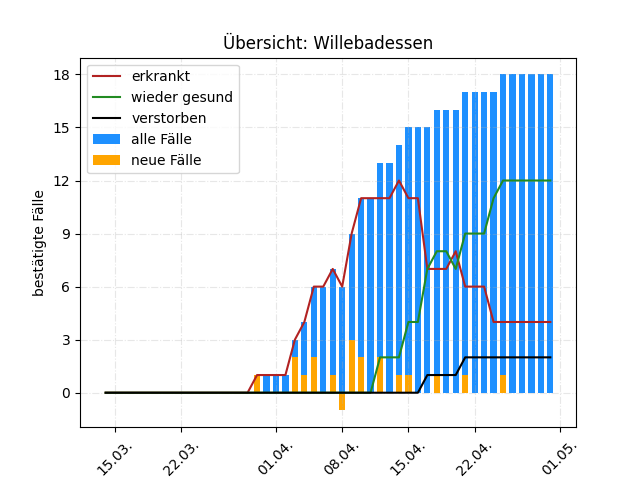 Übersicht: Willebadessen
erkrankt
wieder gesund
verstorben
alle Fälle
neue Fälle
bestätigte Fälle
18
15
12
9
6
3
0
15.03.
22.03.
01.04.
08.04.
15.04.
22.04.
01.05.